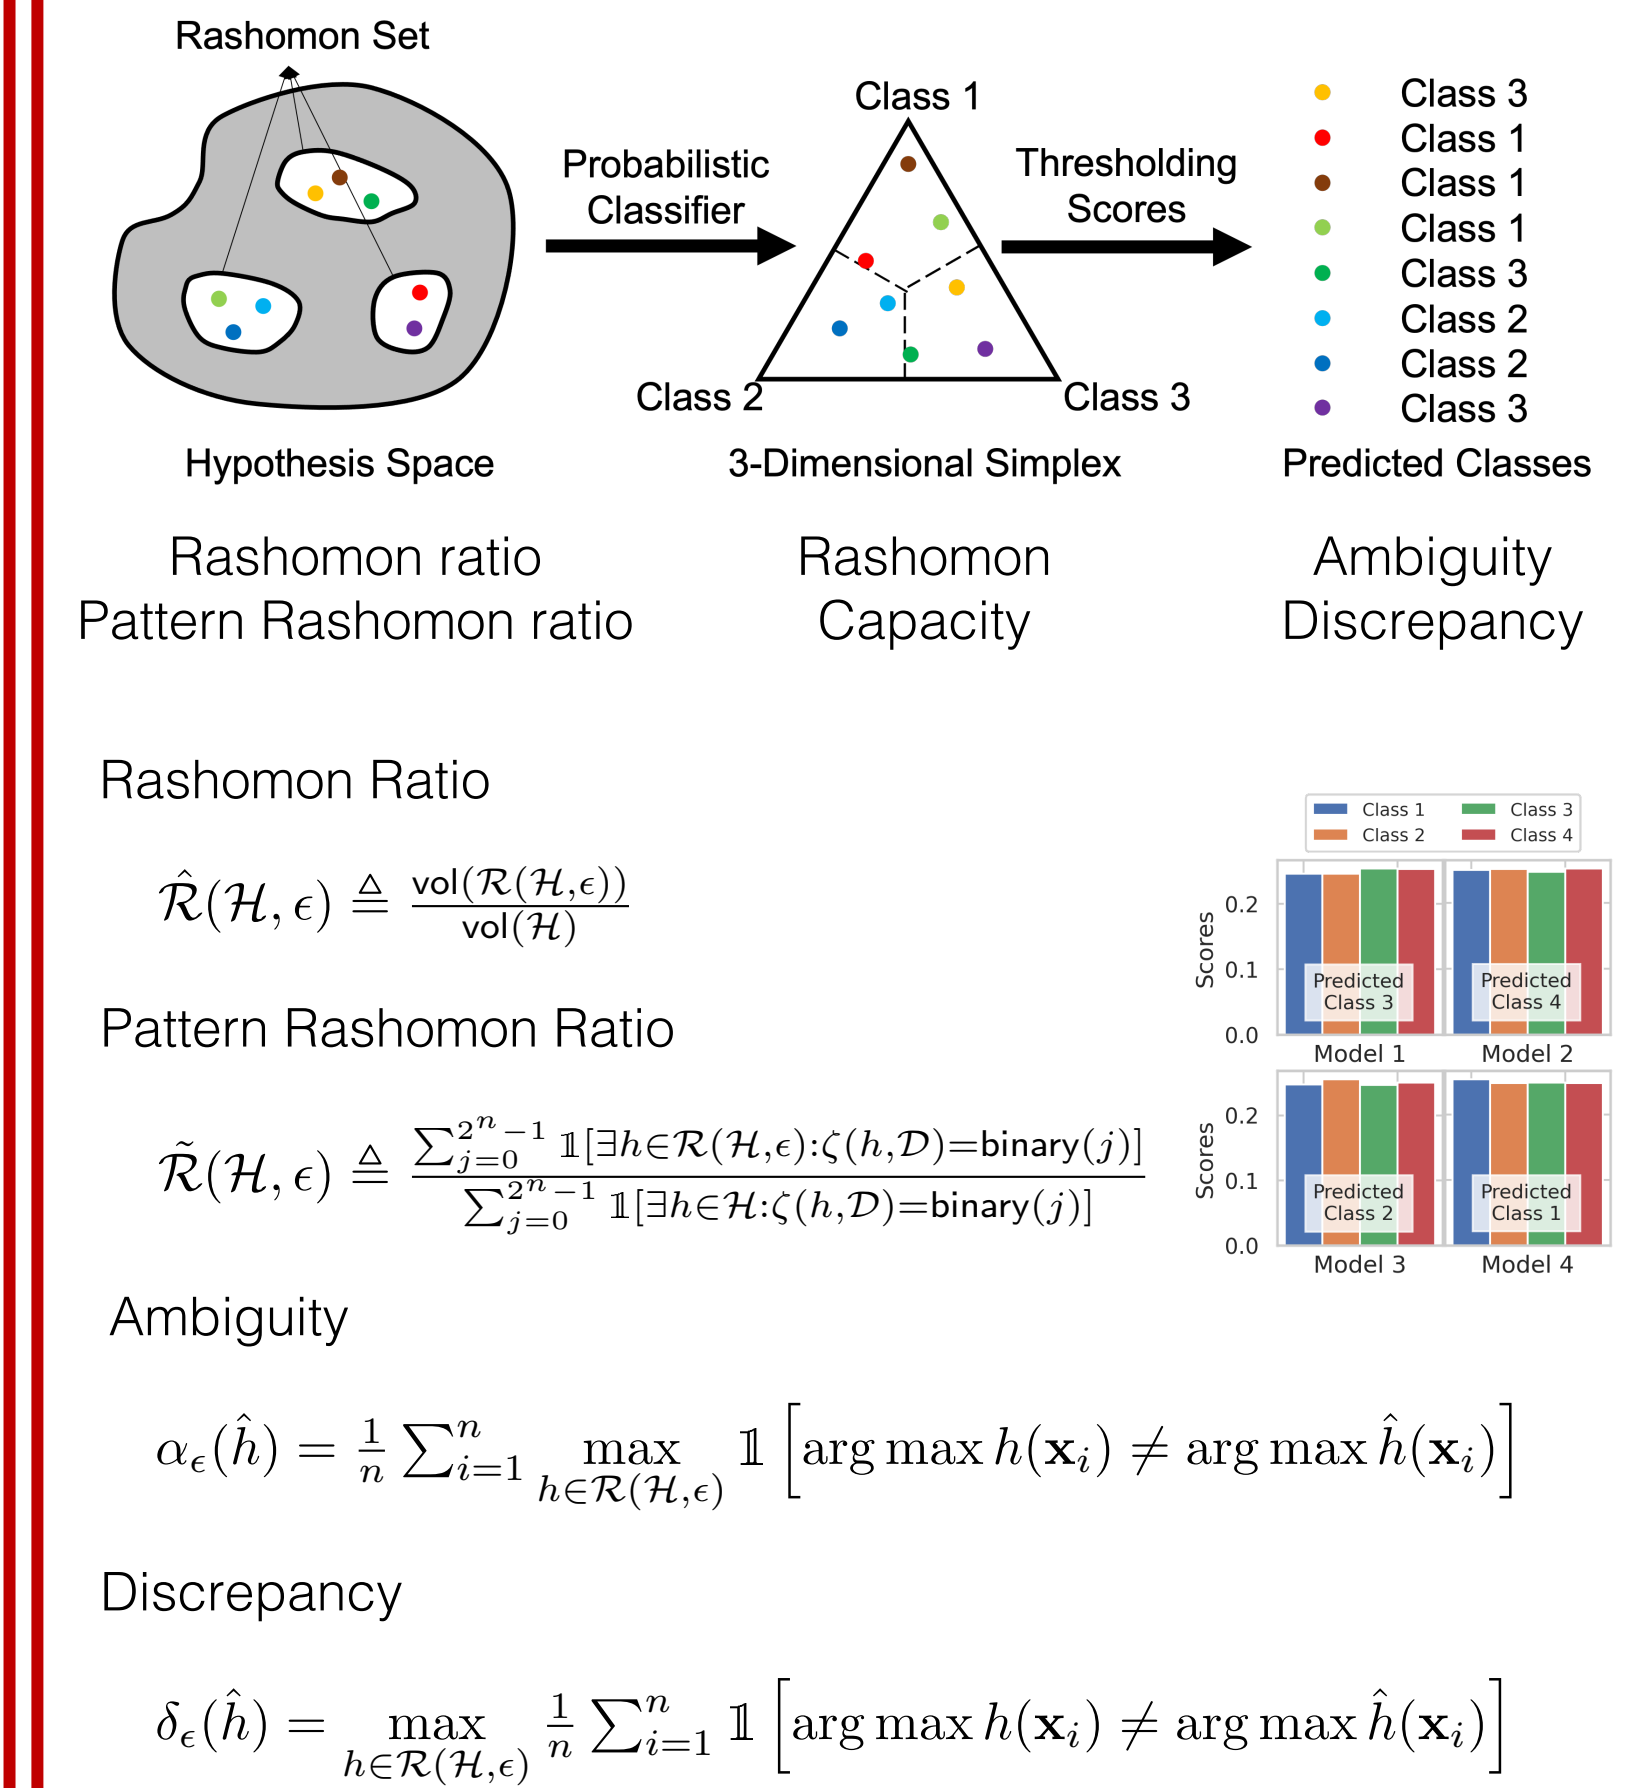 Rashomon Set
Probabilistic
Classifier
Class 1
Class 2
Class 3
Thresholding
Scores
Class 3
Class 1
Class 1
Class 1
Class 3
Class 2
Class 2
Class 3
Hypothesis Space
3-Dimensional Simplex
Predicted Classes
Rashomon ratio
Pattern Rashomon ratio
Rashomon
Capacity
Ambiguity
Discrepancy
Rashomon Ratio
$\hat{\mathcal{R}}(\mathcal{H}, \epsilon) \triangleq \frac{\text{vol}(\mathcal{R}(\mathcal{H},\epsilon))}{\text{vol}(\mathcal{H})}$
Pattern Rashomon Ratio
$\tilde{\mathcal{R}}(\mathcal{H}, \epsilon) \triangleq \frac{\sum_{j=0}^{2^n-1} \mathbb{1}[\exists h \in \mathcal{R}(\mathcal{H},\epsilon):\zeta(h,\mathcal{D})=\text{binary}(j)]}{\sum_{j=0}^{2^n-1} \mathbb{1}[\exists h \in \mathcal{H}:\zeta(h,\mathcal{D})=\text{binary}(j)]}$
Class 1
Class 2
Class 3
Class 4
Scores
0.2
0.1
0.0
Predicted
Class 3
Predicted
Class 4
Model 1
Model 2
Scores
0.2
0.1
0.0
Predicted
Class 2
Predicted
Class 1
Model 3
Model 4
Ambiguity
$\alpha_\epsilon(\hat{h}) = \frac{1}{n} \sum_{i=1}^{n} \max_{h \in \mathcal{R}(\mathcal{H},\epsilon)} \mathbb{1}\left[\arg\max h(\mathbf{x}_i) \neq \arg\max \hat{h}(\mathbf{x}_i)\right]$
Discrepancy
$\delta_\epsilon(\hat{h}) = \max_{h \in \mathcal{R}(\mathcal{H},\epsilon)} \frac{1}{n} \sum_{i=1}^{n} \mathbb{1}\left[\arg\max h(\mathbf{x}_i) \neq \arg\max \hat{h}(\mathbf{x}_i)\right]$